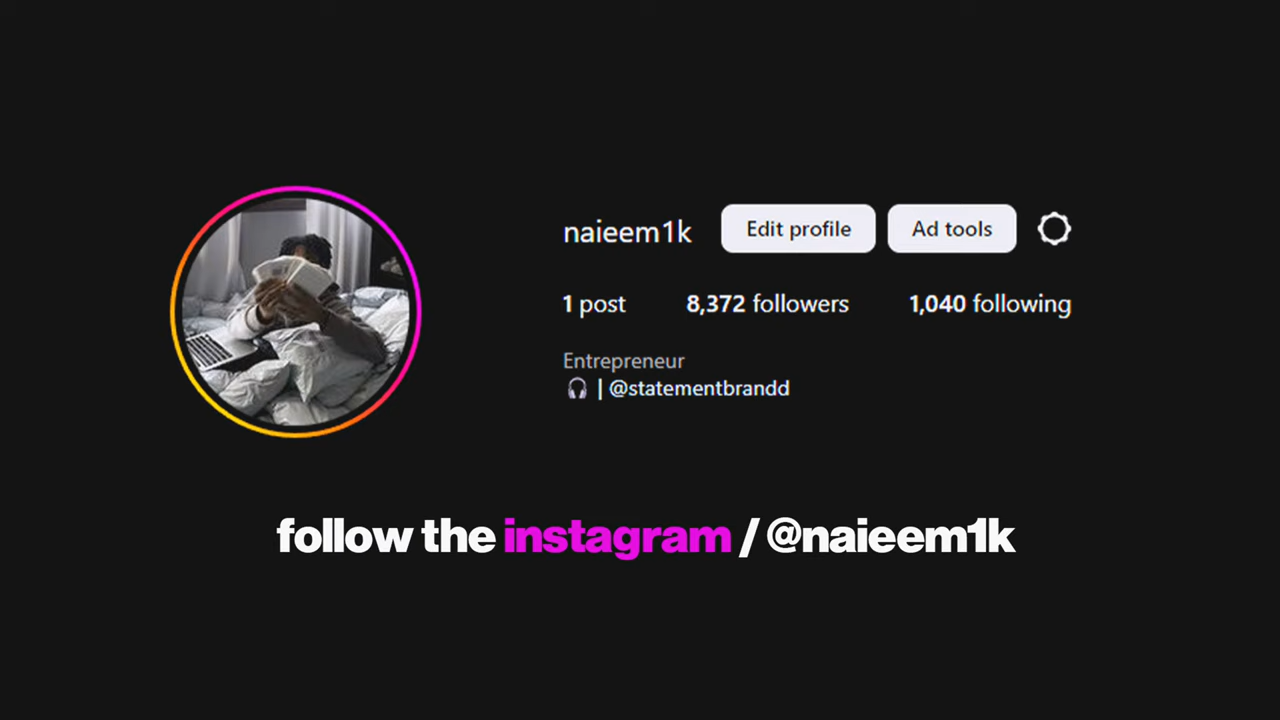 naieem1k Edit profile Ad tools
1 post 8,372 followers 1,040 following
Entrepreneur
🎧 | @statementbrandd
follow the instagram / @naieem1k